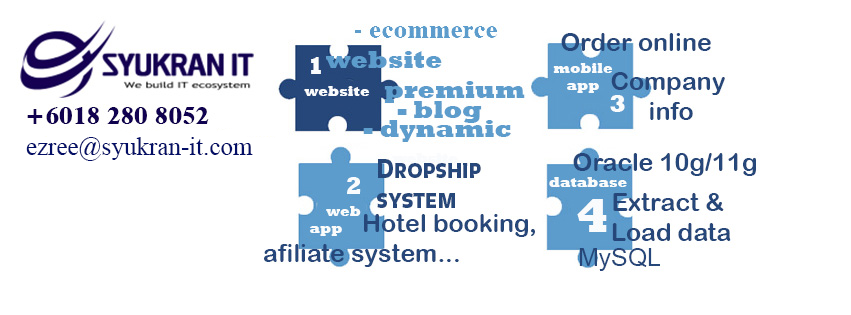 SYUKRAN IT
We build IT ecosystem
+6018 280 8052
ezree@syukran-it.com
1
website
- ecommerce
website
premium
- blog
- dynamic
2
web
app
Dropship
system
Hotel booking,
afiliate system...
mobile
app
3
Order online
Company
info
database
4
Oracle 10g/11g
Extract &
Load data
MySQL